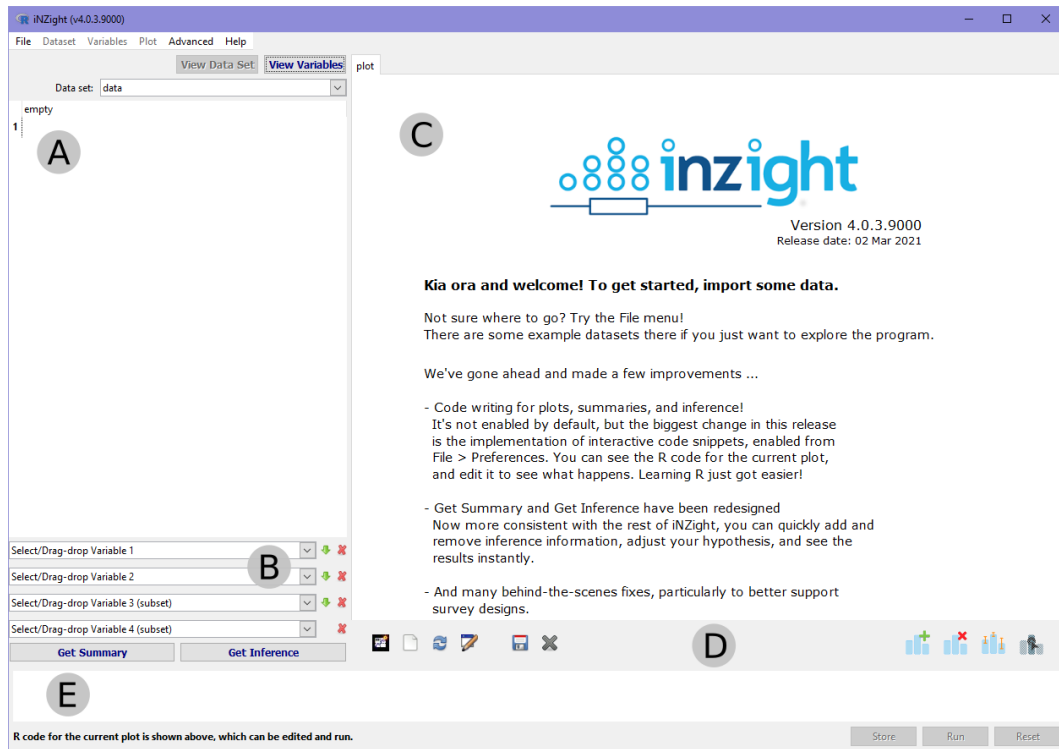 iNZight (v4.0.3.9000)
File Dataset Variables Plot Advanced Help
View Data Set View Variables
plot
Data set: data
empty
1
A
C
inzight
Version 4.0.3.9000
Release date: 02 Mar 2021
Kia ora and welcome! To get started, import some data.
Not sure where to go? Try the File menu!
There are some example datasets there if you just want to explore the program.
We've gone ahead and made a few improvements ...
- Code writing for plots, summaries, and inference!
It's not enabled by default, but the biggest change in this release
is the implementation of interactive code snippets, enabled from
File > Preferences. You can see the R code for the current plot,
and edit it to see what happens. Learning R just got easier!
- Get Summary and Get Inference have been redesigned
Now more consistent with the rest of iNZight, you can quickly add and
remove inference information, adjust your hypothesis, and see the
results instantly.
- And many behind-the-scenes fixes, particularly to better support
survey designs.
Select/Drag-drop Variable 1
B
Select/Drag-drop Variable 2
Select/Drag-drop Variable 3 (subset)
Select/Drag-drop Variable 4 (subset)
Get Summary Get Inference
D
E
R code for the current plot is shown above, which can be edited and run.
Store Run Reset